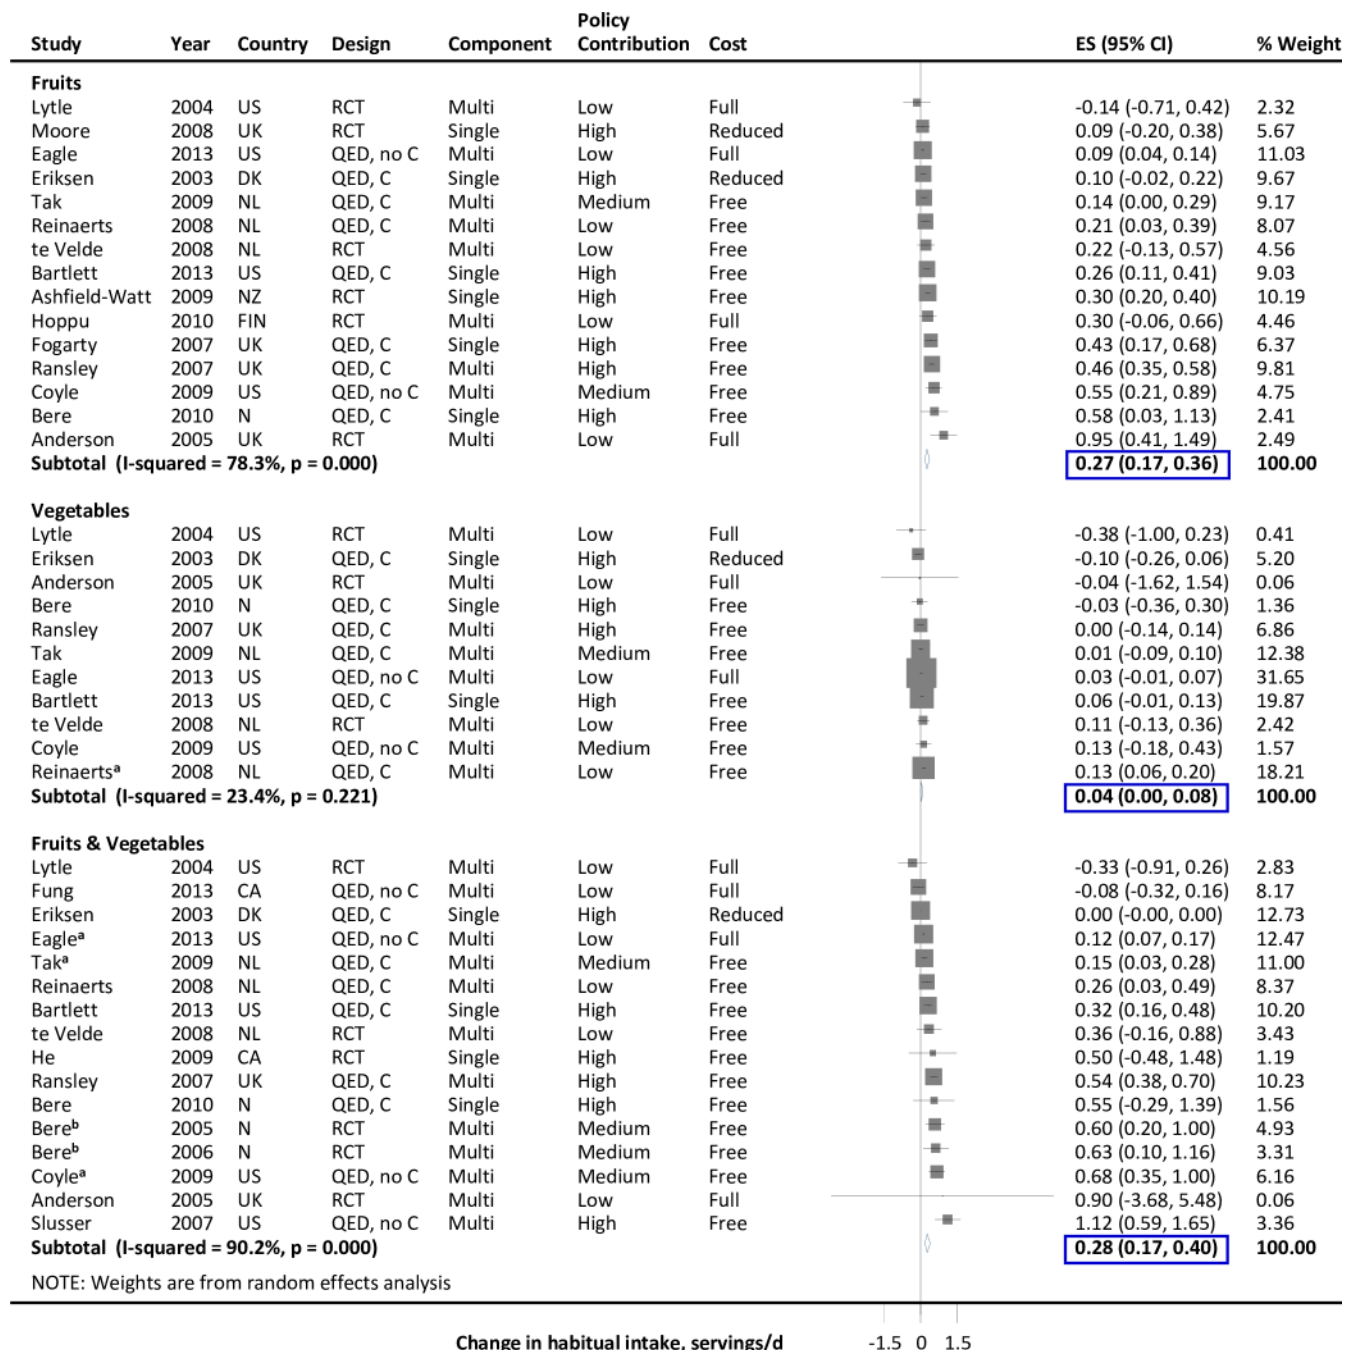 Study Year Country Design Component Policy Contribution Cost ES (95% CI) % Weight
Fruits
Lytle 2004 US RCT Multi Low Full -0.14 (-0.71, 0.42) 2.32
Moore 2008 UK RCT Single High Reduced 0.09 (-0.20, 0.38) 5.67
Eagle 2013 US QED, no C Multi Low Full 0.09 (0.04, 0.14) 11.03
Eriksen 2003 DK QED, C Single High Reduced 0.10 (-0.02, 0.22) 9.67
Tak 2009 NL QED, C Multi Medium Free 0.14 (0.00, 0.29) 9.17
Reinaerts 2008 NL QED, C Multi Low Free 0.21 (0.03, 0.39) 8.07
te Velde 2008 NL RCT Multi Low Free 0.22 (-0.13, 0.57) 4.56
Bartlett 2013 US QED, C Single High Free 0.26 (0.11, 0.41) 9.03
Ashfield-Watt 2009 NZ RCT Single High Free 0.30 (0.20, 0.40) 10.19
Hoppu 2010 FIN RCT Multi Low Full 0.30 (-0.06, 0.66) 4.46
Fogarty 2007 UK QED, C Single High Free 0.43 (0.17, 0.68) 6.37
Ransley 2007 UK QED, C Multi High Free 0.46 (0.35, 0.58) 9.81
Coyle 2009 US QED, no C Multi Medium Free 0.55 (0.21, 0.89) 4.75
Bere 2010 N QED, C Single High Free 0.58 (0.03, 1.13) 2.41
Anderson 2005 UK RCT Multi Low Full 0.95 (0.41, 1.49) 2.49
Subtotal (I-squared = 78.3%, p = 0.000) 0.27 (0.17, 0.36) 100.00
Vegetables
Lytle 2004 US RCT Multi Low Full -0.38 (-1.00, 0.23) 0.41
Eriksen 2003 DK QED, C Single High Reduced -0.10 (-0.26, 0.06) 5.20
Anderson 2005 UK RCT Multi Low Full -0.04 (-1.62, 1.54) 0.06
Bere 2010 N QED, C Single High Free -0.03 (-0.36, 0.30) 1.36
Ransley 2007 UK QED, C Multi High Free 0.00 (-0.14, 0.14) 6.86
Tak 2009 NL QED, C Multi Medium Free 0.01 (-0.09, 0.10) 12.38
Eagle 2013 US QED, no C Multi Low Full 0.03 (-0.01, 0.07) 31.65
Bartlett 2013 US QED, C Single High Free 0.06 (-0.01, 0.13) 19.87
te Velde 2008 NL RCT Multi Low Free 0.11 (-0.13, 0.36) 2.42
Coyle 2009 US QED, no C Multi Medium Free 0.13 (-0.18, 0.43) 1.57
Reinaertsᵃ 2008 NL QED, C Multi Low Free 0.13 (0.06, 0.20) 18.21
Subtotal (I-squared = 23.4%, p = 0.221) 0.04 (0.00, 0.08) 100.00
Fruits & Vegetables
Lytle 2004 US RCT Multi Low Full -0.33 (-0.91, 0.26) 2.83
Fung 2013 CA QED, no C Multi Low Full -0.08 (-0.32, 0.16) 8.17
Eriksen 2003 DK QED, C Single High Reduced 0.00 (-0.00, 0.00) 12.73
Eagleᵃ 2013 US QED, no C Multi Low Full 0.12 (0.07, 0.17) 12.47
Takᵃ 2009 NL QED, C Multi Medium Free 0.15 (0.03, 0.28) 11.00
Reinaerts 2008 NL QED, C Multi Low Free 0.26 (0.03, 0.49) 8.37
Bartlett 2013 US QED, C Single High Free 0.32 (0.16, 0.48) 10.20
te Velde 2008 NL RCT Multi Low Free 0.36 (-0.16, 0.88) 3.43
He 2009 CA RCT Single High Free 0.50 (-0.48, 1.48) 1.19
Ransley 2007 UK QED, C Multi High Free 0.54 (0.38, 0.70) 10.23
Bere 2010 N QED, C Single High Free 0.55 (-0.29, 1.39) 1.56
Bereᵇ 2005 N RCT Multi Medium Free 0.60 (0.20, 1.00) 4.93
Bereᵇ 2006 N RCT Multi Medium Free 0.63 (0.10, 1.16) 3.31
Coyleᵃ 2009 US QED, no C Multi Medium Free 0.68 (0.35, 1.00) 6.16
Anderson 2005 UK RCT Multi Low Full 0.90 (-3.68, 5.48) 0.06
Slusser 2007 US QED, no C Multi High Free 1.12 (0.59, 1.65) 3.36
Subtotal (I-squared = 90.2%, p = 0.000) 0.28 (0.17, 0.40) 100.00
NOTE: Weights are from random effects analysis
Change in habitual intake, servings/d -1.5 0 1.5